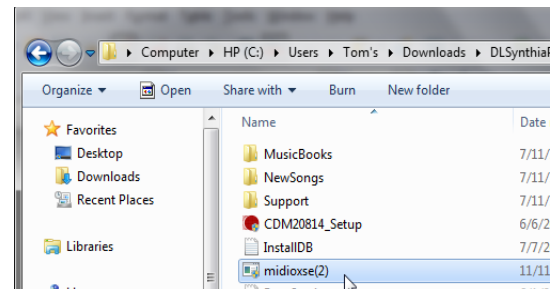 Computer HP (C:) Users Tom's Downloads DLSynthiaP
Organize Open Share with Burn New folder
Name Date
Favorites
Desktop
Downloads
Recent Places
Libraries
MusicBooks 7/11/
NewSongs 7/11/
Support 7/11/
CDM20814_Setup 6/6/2
InstallDB 7/7/2
midioxse(2) 11/11